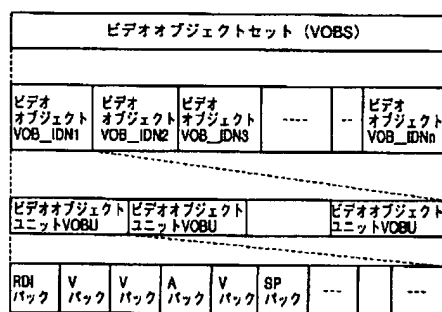 ビデオオブジェクトセット (VOBS)
ビデオ
オブジェクト
VOB_IDN1
ビデオ
オブジェクト
VOB_IDN2
ビデオ
オブジェクト
VOB_IDN3
----
--
ビデオ
オブジェクト
VOB_IDNn
ビデオオブジェクト
ユニットVOBU
ビデオオブジェクト
ユニットVOBU
ビデオオブジェクト
ユニットVOBU
RDI
パック
V
パック
V
パック
A
パック
V
パック
SP
パック
---
---